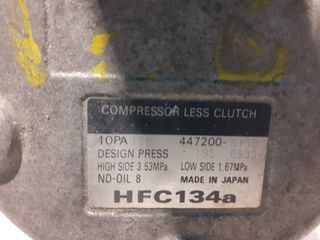 COMPRESSOR LESS CLUTCH
10PA 447200-
DESIGN PRESS
HIGH SIDE 3.53MPa LOW SIDE 1.67MPa
ND-OIL 8 MADE IN JAPAN
HFC134a